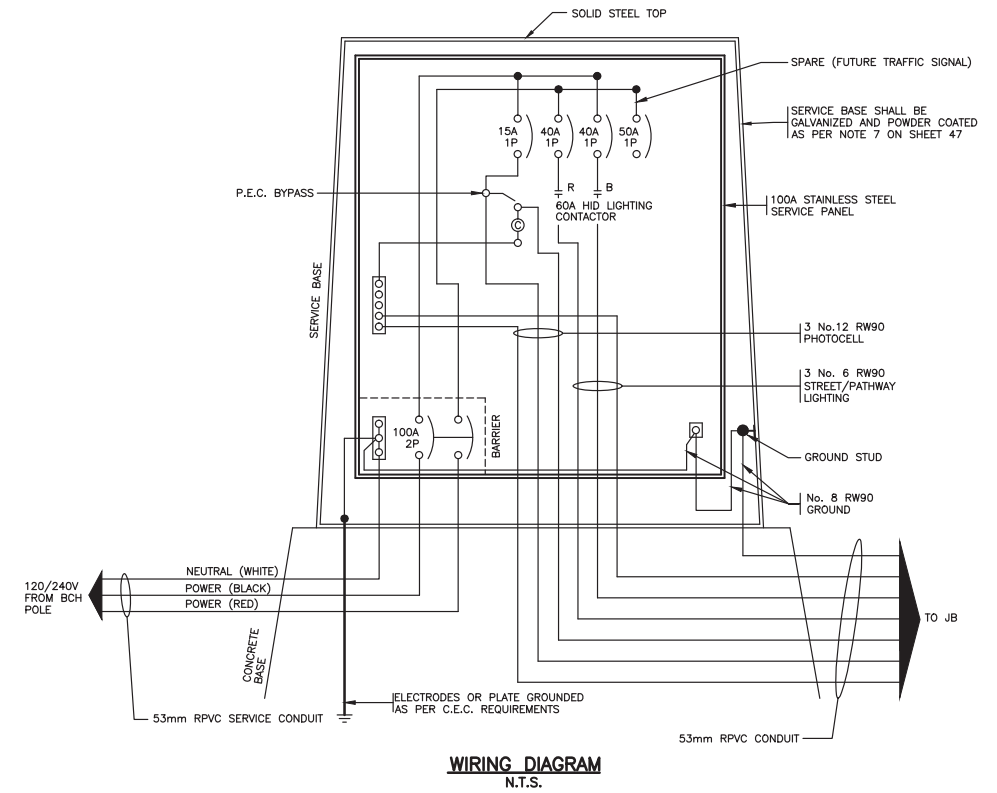 SOLID STEEL TOP
SPARE (FUTURE TRAFFIC SIGNAL)
SERVICE BASE SHALL BE
GALVANIZED AND POWDER COATED
AS PER NOTE 7 ON SHEET 47
15A
1P
40A
1P
40A
1P
50A
1P
P.E.C. BYPASS
R
B
60A HID LIGHTING
CONTACTOR
C
100A STAINLESS STEEL
SERVICE PANEL
SERVICE BASE
3 No.12 RW90
PHOTOCELL
3 No. 6 RW90
STREET/PATHWAY
LIGHTING
100A
2P
BARRIER
GROUND STUD
No. 8 RW90
GROUND
NEUTRAL (WHITE)
POWER (BLACK)
POWER (RED)
120/240V
FROM BCH
POLE
TO JB
CONCRETE
BASE
ELECTRODES OR PLATE GROUNDED
AS PER C.E.C. REQUIREMENTS
53mm RPVC SERVICE CONDUIT
53mm RPVC CONDUIT
WIRING DIAGRAM
N.T.S.